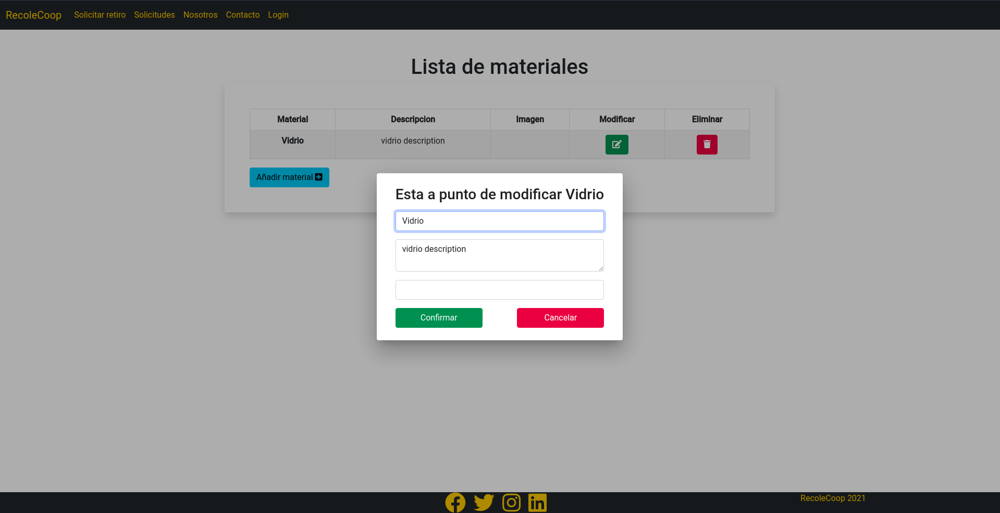 RecoleCoop Solicitar retiro Solicitudes Nosotros Contacto Login
Lista de materiales
Material Descripcion Imagen Modificar Eliminar
Vidrio vidrio description
Añadir material
Esta a punto de modificar Vidrio
Vidrio
vidrio description
Confirmar Cancelar
RecoleCoop 2021